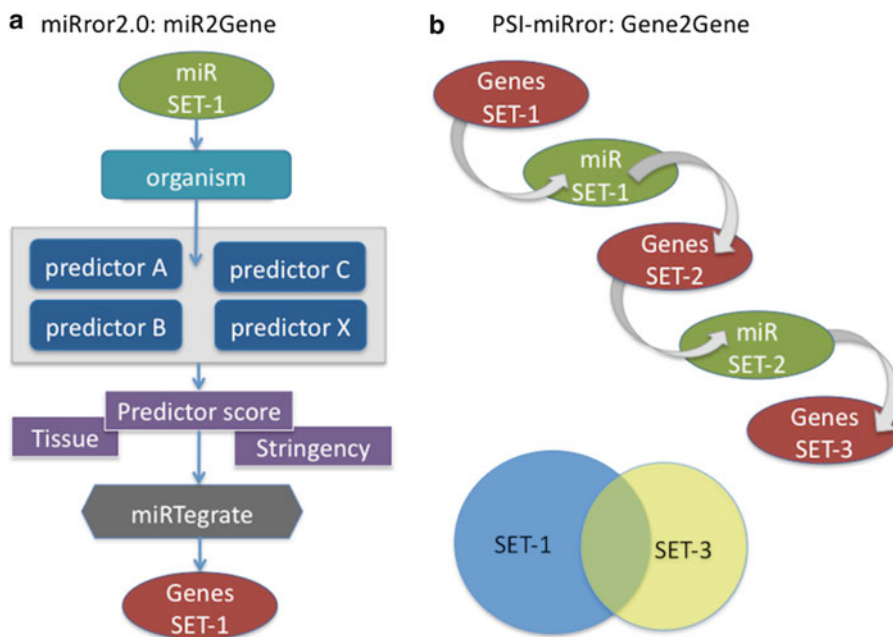 a miRror2.0: miR2Gene
miR
SET-1
organism
predictor A
predictor C
predictor B
predictor X
Predictor score
Tissue
Stringency
miRTegrate
Genes
SET-1
b PSI-miRror: Gene2Gene
Genes
SET-1
miR
SET-1
Genes
SET-2
miR
SET-2
Genes
SET-3
SET-1
SET-3